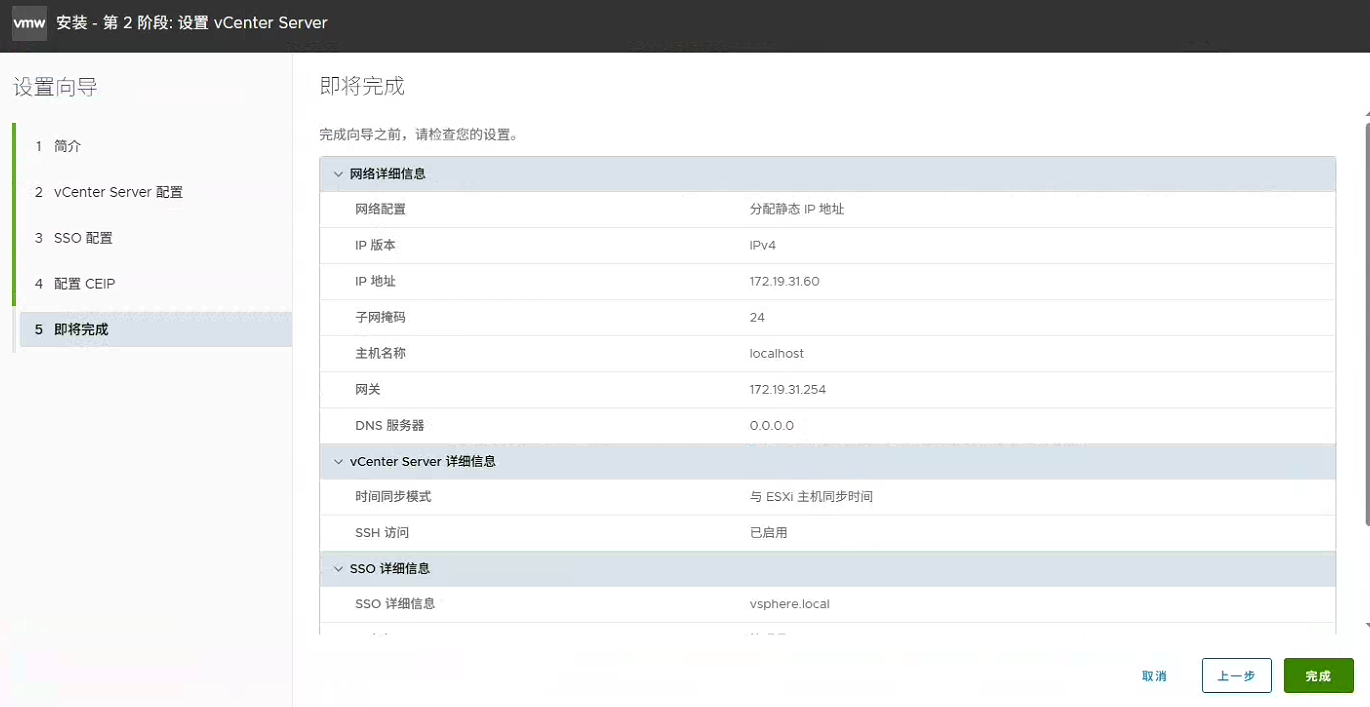 vmw 安装 - 第 2 阶段: 设置 vCenter Server
设置向导
1 简介
2 vCenter Server 配置
3 SSO 配置
4 配置 CEIP
5 即将完成
即将完成
完成向导之前，请检查您的设置。
网络详细信息
网络配置 分配静态 IP 地址
IP 版本 IPv4
IP 地址 172.19.31.60
子网掩码 24
主机名称 localhost
网关 172.19.31.254
DNS 服务器 0.0.0.0
vCenter Server 详细信息
时间同步模式 与 ESXi 主机同步时间
SSH 访问 已启用
SSO 详细信息
SSO 详细信息 vsphere.local
取消 上一步 完成